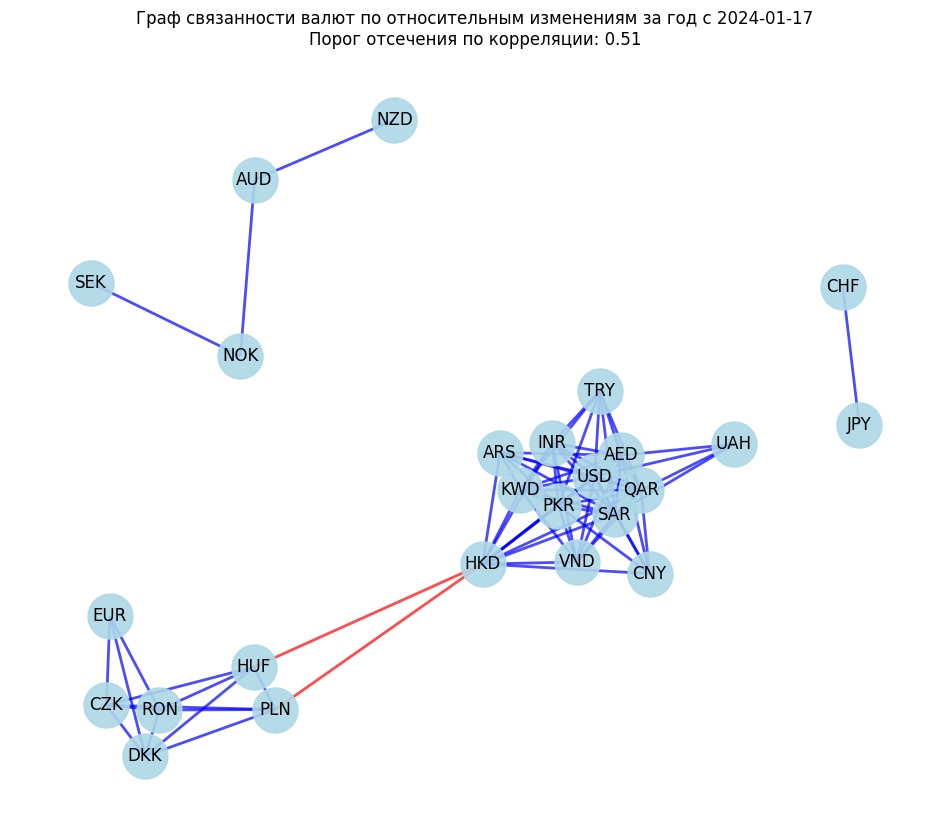 Граф связанности валют по относительным изменениям за год с 2024-01-17
Порог отсечения по корреляции: 0.51
NZD
AUD
SEK
CHF
NOK
TRY
JPY
INR
UAH
ARS
AED
USD
KWD
QAR
PKR
SAR
HKD
VND
CNY
EUR
HUF
CZK
RON
PLN
DKK